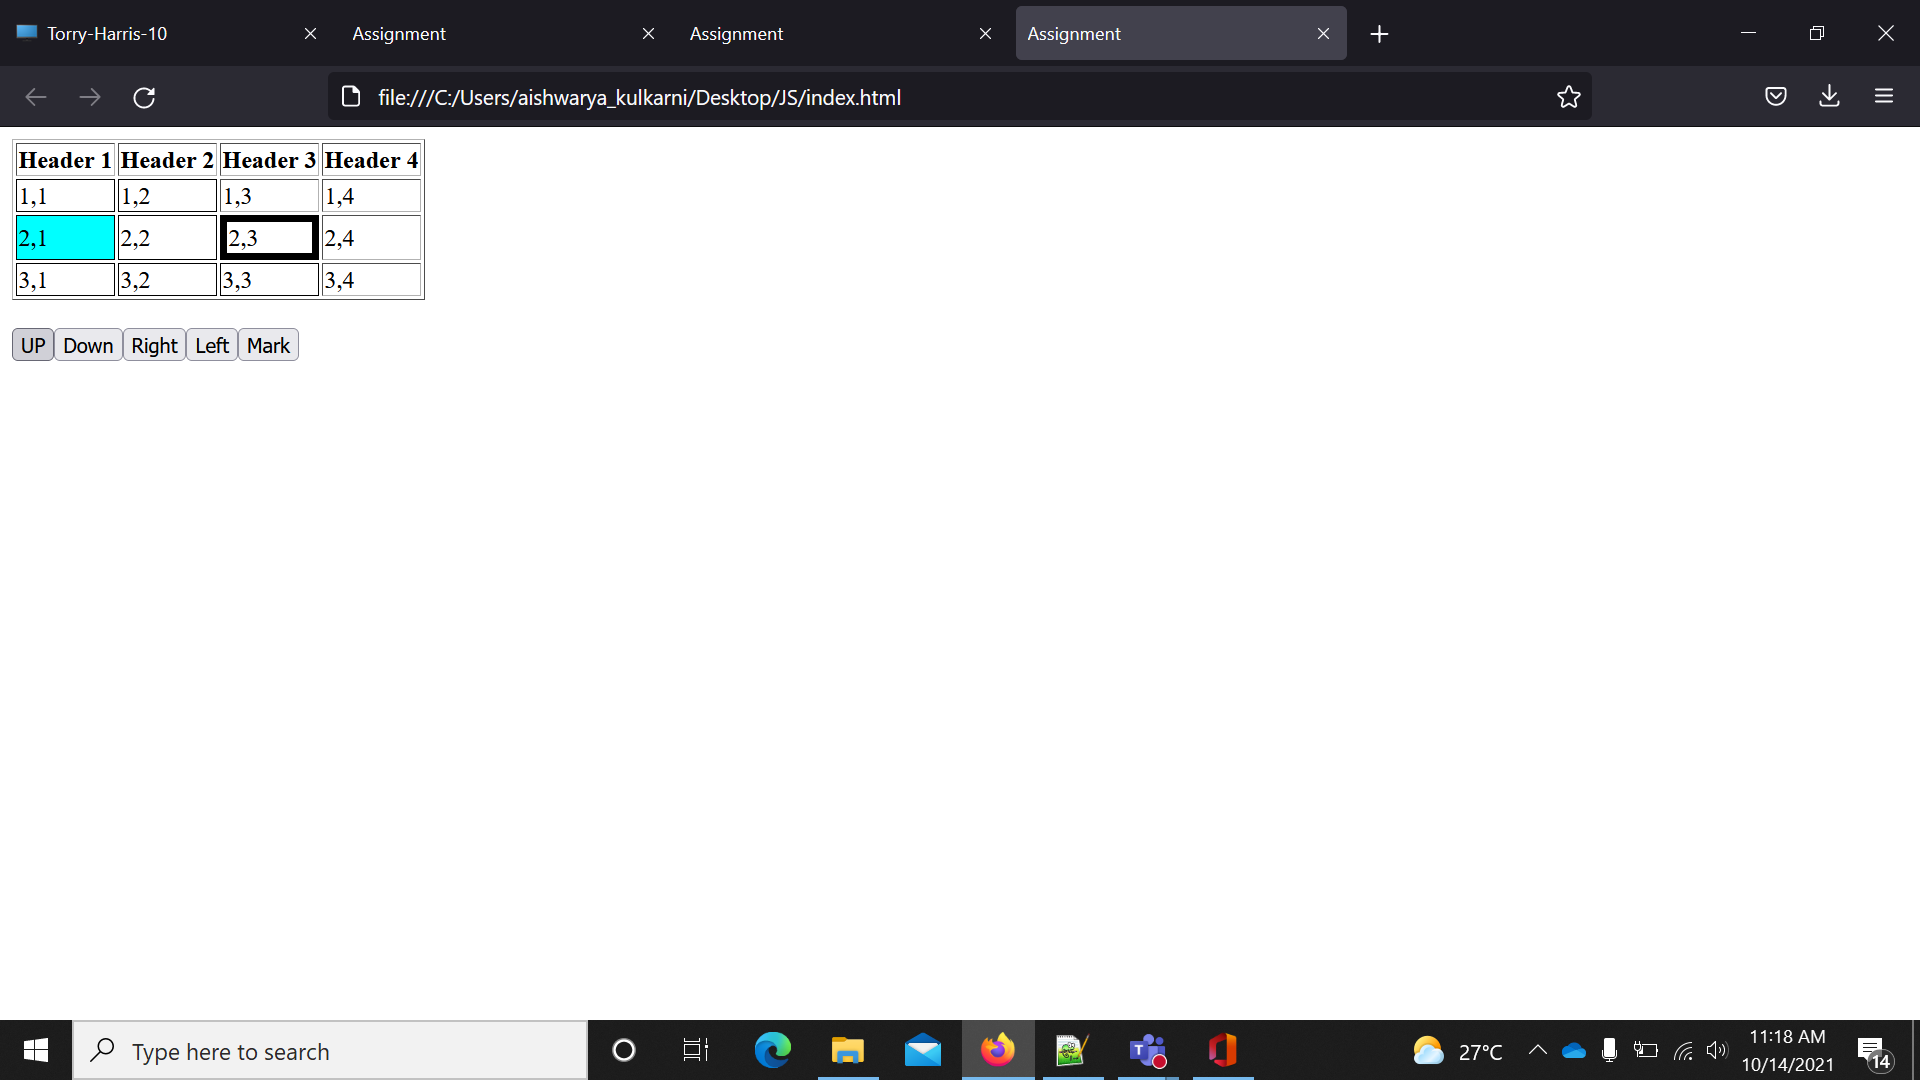 Torry-Harris-10 Assignment Assignment Assignment
file:///C:/Users/aishwarya_kulkarni/Desktop/JS/index.html
Header 1 Header 2 Header 3 Header 4
1,1 1,2 1,3 1,4
2,1 2,2 2,3 2,4
3,1 3,2 3,3 3,4
UP Down Right Left Mark
Type here to search
27°C
11:18 AM
10/14/2021
14